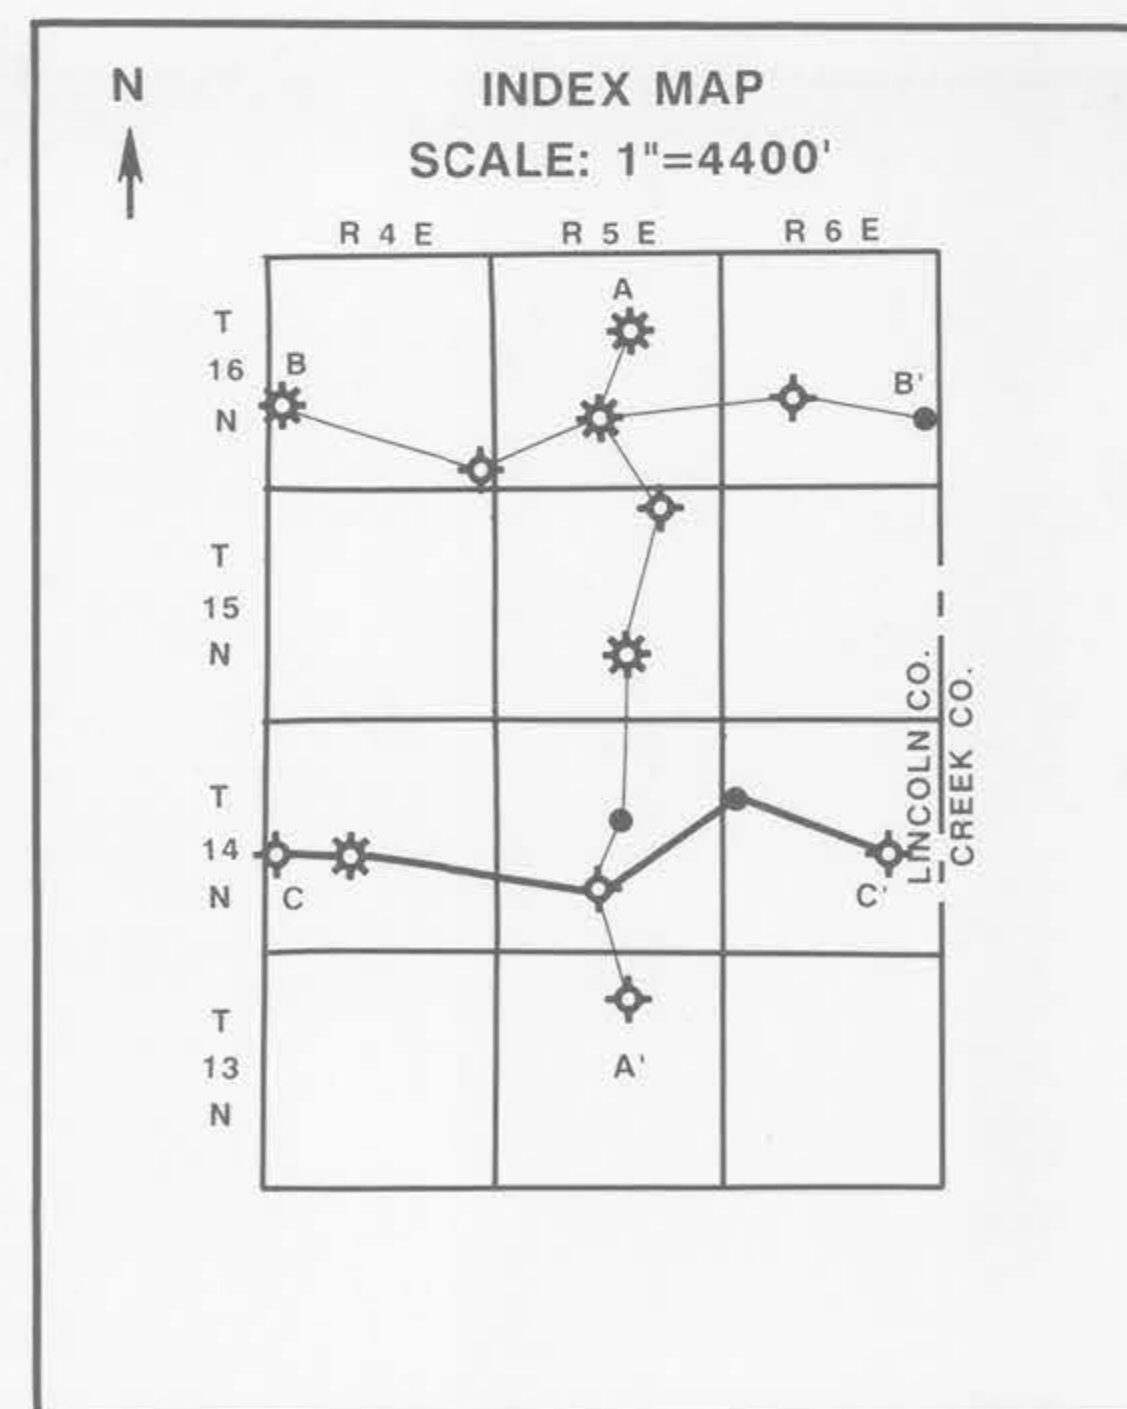 N
INDEX MAP
SCALE: 1"=4400'
R 4 E
R 5 E
R 6 E
A
T
16
N
B
B'
T
15
N
LINCOLN CO.
CREEK CO.
T
14
N
C
C'
T
13
N
A'